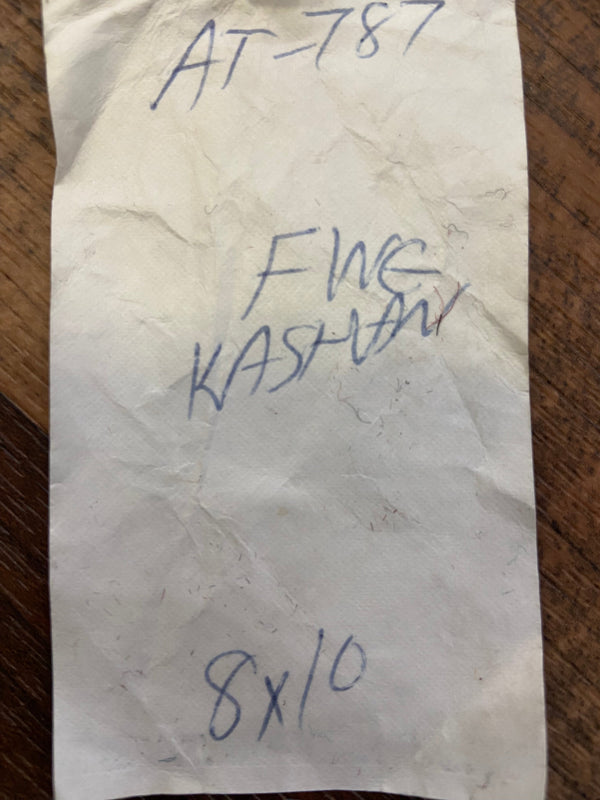 AT-787
FINE
KASHAN
8x10